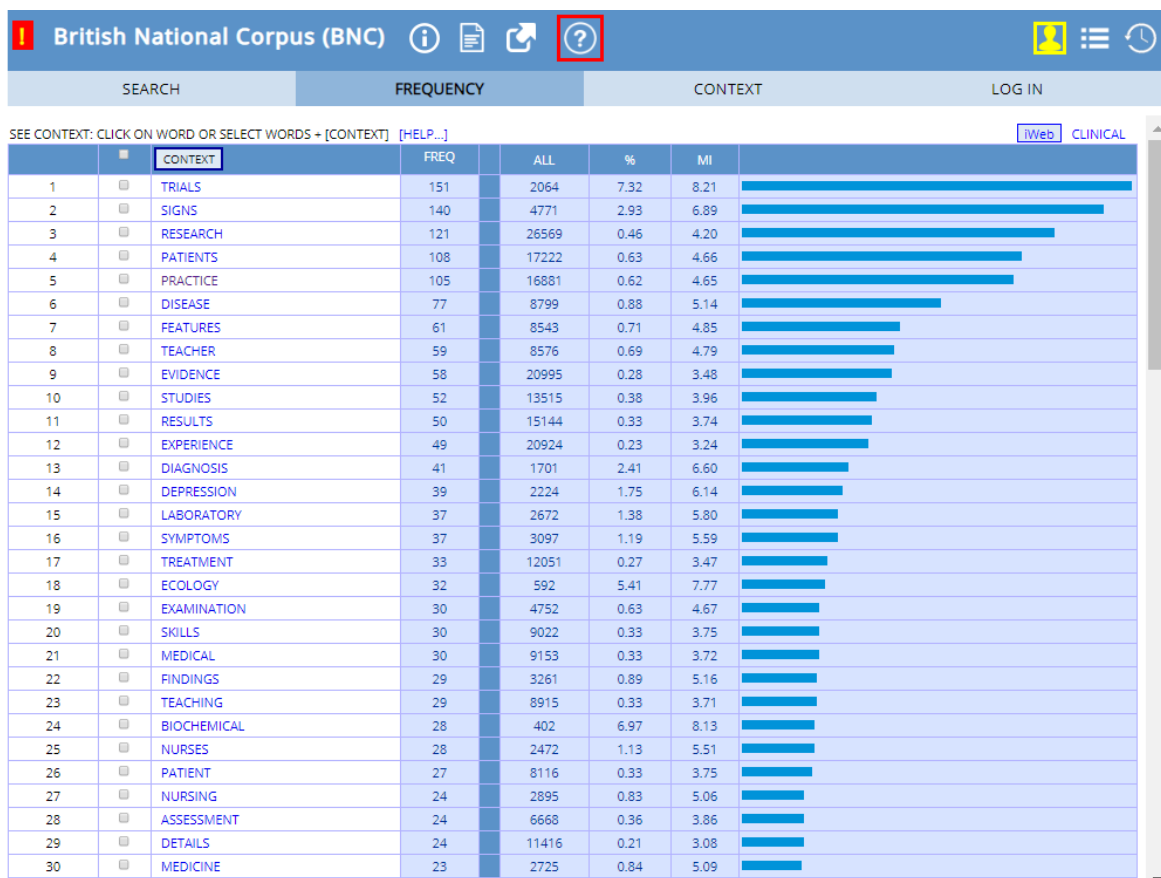 ! British National Corpus (BNC) i ?
SEARCH FREQUENCY CONTEXT LOG IN
SEE CONTEXT: CLICK ON WORD OR SELECT WORDS + [CONTEXT] [HELP...] iWeb CLINICAL
CONTEXT FREQ ALL % MI
1 TRIALS 151 2064 7.32 8.21
2 SIGNS 140 4771 2.93 6.89
3 RESEARCH 121 26569 0.46 4.20
4 PATIENTS 108 17222 0.63 4.66
5 PRACTICE 105 16881 0.62 4.65
6 DISEASE 77 8799 0.88 5.14
7 FEATURES 61 8543 0.71 4.85
8 TEACHER 59 8576 0.69 4.79
9 EVIDENCE 58 20995 0.28 3.48
10 STUDIES 52 13515 0.38 3.96
11 RESULTS 50 15144 0.33 3.74
12 EXPERIENCE 49 20924 0.23 3.24
13 DIAGNOSIS 41 1701 2.41 6.60
14 DEPRESSION 39 2224 1.75 6.14
15 LABORATORY 37 2672 1.38 5.80
16 SYMPTOMS 37 3097 1.19 5.59
17 TREATMENT 33 12051 0.27 3.47
18 ECOLOGY 32 592 5.41 7.77
19 EXAMINATION 30 4752 0.63 4.67
20 SKILLS 30 9022 0.33 3.75
21 MEDICAL 30 9153 0.33 3.72
22 FINDINGS 29 3261 0.89 5.16
23 TEACHING 29 8915 0.33 3.71
24 BIOCHEMICAL 28 402 6.97 8.13
25 NURSES 28 2472 1.13 5.51
26 PATIENT 27 8116 0.33 3.75
27 NURSING 24 2895 0.83 5.06
28 ASSESSMENT 24 6668 0.36 3.86
29 DETAILS 24 11416 0.21 3.08
30 MEDICINE 23 2725 0.84 5.09